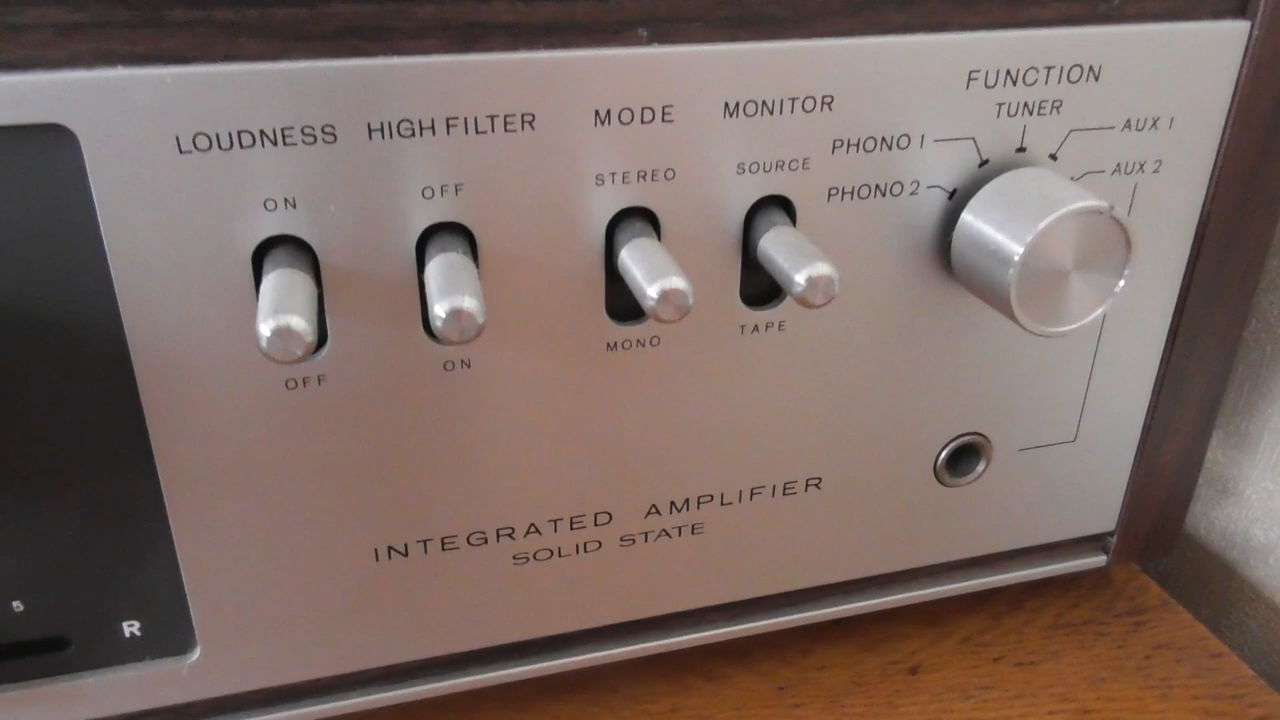 LOUDNESS
HIGH FILTER
MODE
MONITOR
FUNCTION
TUNER
PHONO 1
AUX 1
PHONO 2
AUX 2
ON
OFF
STEREO
SOURCE
OFF
ON
MONO
TAPE
INTEGRATED AMPLIFIER
SOLID STATE
5
R